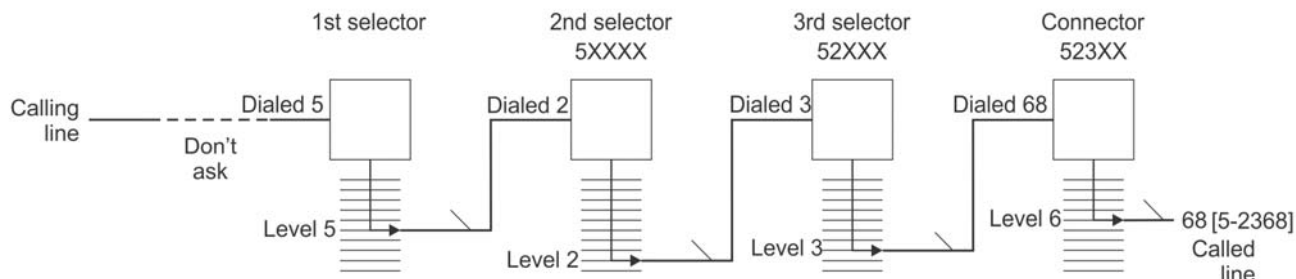 1st selector
2nd selector
5XXXX
3rd selector
52XXX
Connector
523XX
Calling
line
Don't
ask
Dialed 5
Dialed 2
Dialed 3
Dialed 68
Level 5
Level 2
Level 3
Level 6
68 [5-2368]
Called
line